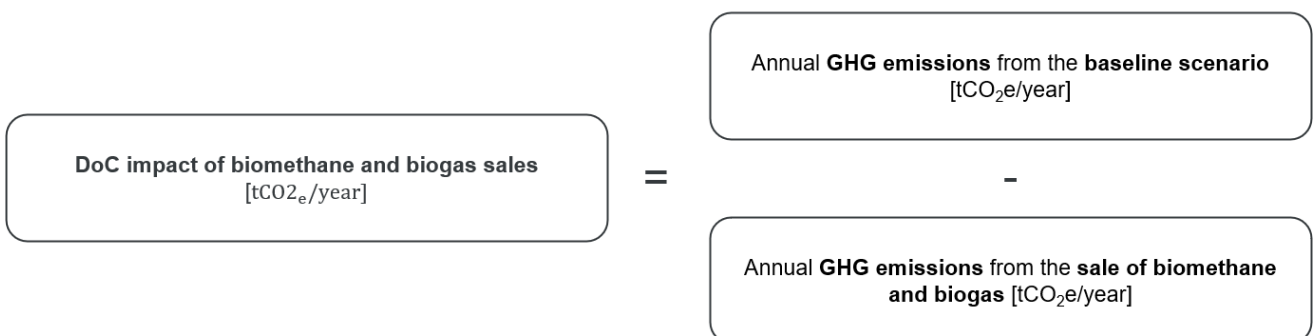 Annual GHG emissions from the baseline scenario
[tCO₂e/year]
DoC impact of biomethane and biogas sales
[tCO2ₑ/year]
=
-
Annual GHG emissions from the sale of biomethane
and biogas [tCO₂e/year]